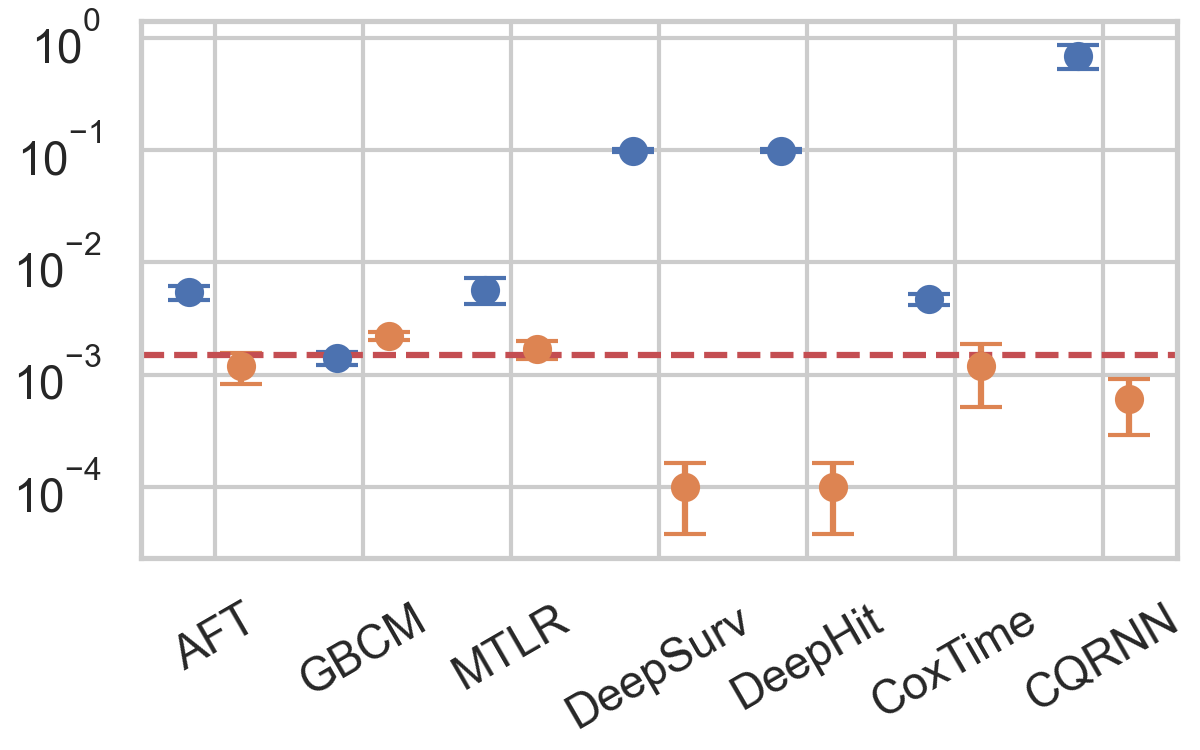 10⁰
10⁻¹
10⁻²
10⁻³
10⁻⁴
AFT
GBCM
MTLR
DeepSurv
DeepHit
CoxTime
CQRNN